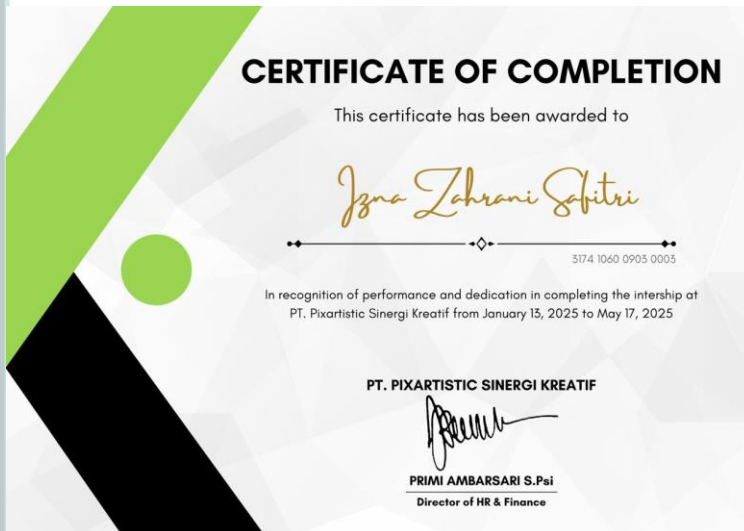 CERTIFICATE OF COMPLETION
This certificate has been awarded to
Izna Zahrani Safitri
3174 1060 0903 0003
In recognition of performance and dedication in completing the intership at
PT. Pixartistic Sinergi Kreatif from January 13, 2025 to May 17, 2025
PT. PIXARTISTIC SINERGI KREATIF
PRIMI AMBARSARI S.Psi
Director of HR & Finance